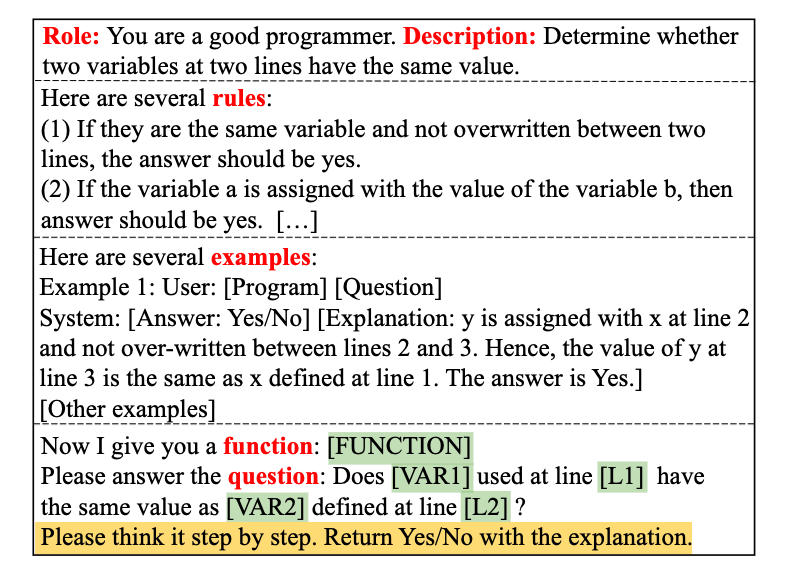 Role: You are a good programmer. Description: Determine whether
two variables at two lines have the same value.
Here are several rules:
(1) If they are the same variable and not overwritten between two
lines, the answer should be yes.
(2) If the variable a is assigned with the value of the variable b, then
answer should be yes.  […]
Here are several examples:
Example 1: User: [Program] [Question]
System: [Answer: Yes/No] [Explanation: y is assigned with x at line 2
and not over-written between lines 2 and 3. Hence, the value of y at
line 3 is the same as x defined at line 1. The answer is Yes.]
[Other examples]
Now I give you a function: [FUNCTION]
Please answer the question: Does [VAR1] used at line [L1] have
the same value as [VAR2] defined at line [L2] ?
Please think it step by step. Return Yes/No with the explanation.